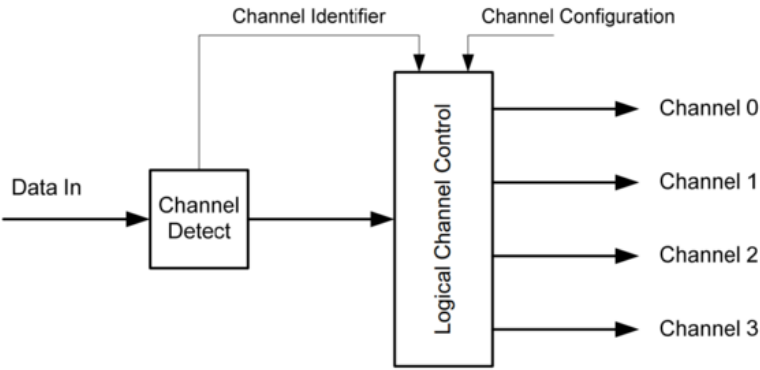 Channel Identifier
Channel Configuration
Data In
Channel
Detect
Logical Channel Control
Channel 0
Channel 1
Channel 2
Channel 3